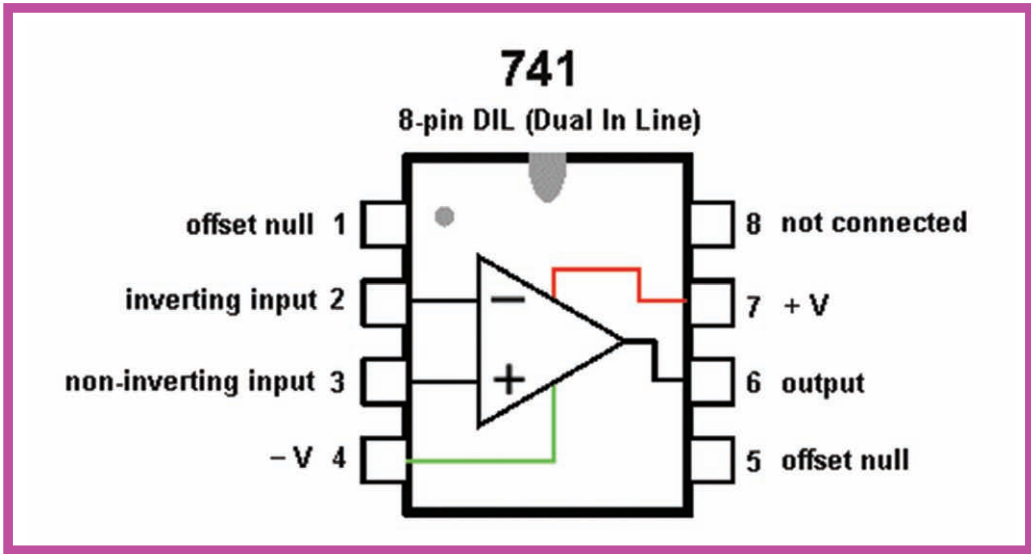 741
8-pin DIL (Dual In Line)
offset null 1
inverting input 2
non-inverting input 3
– V 4
8 not connected
7 + V
6 output
5 offset null
− 
+